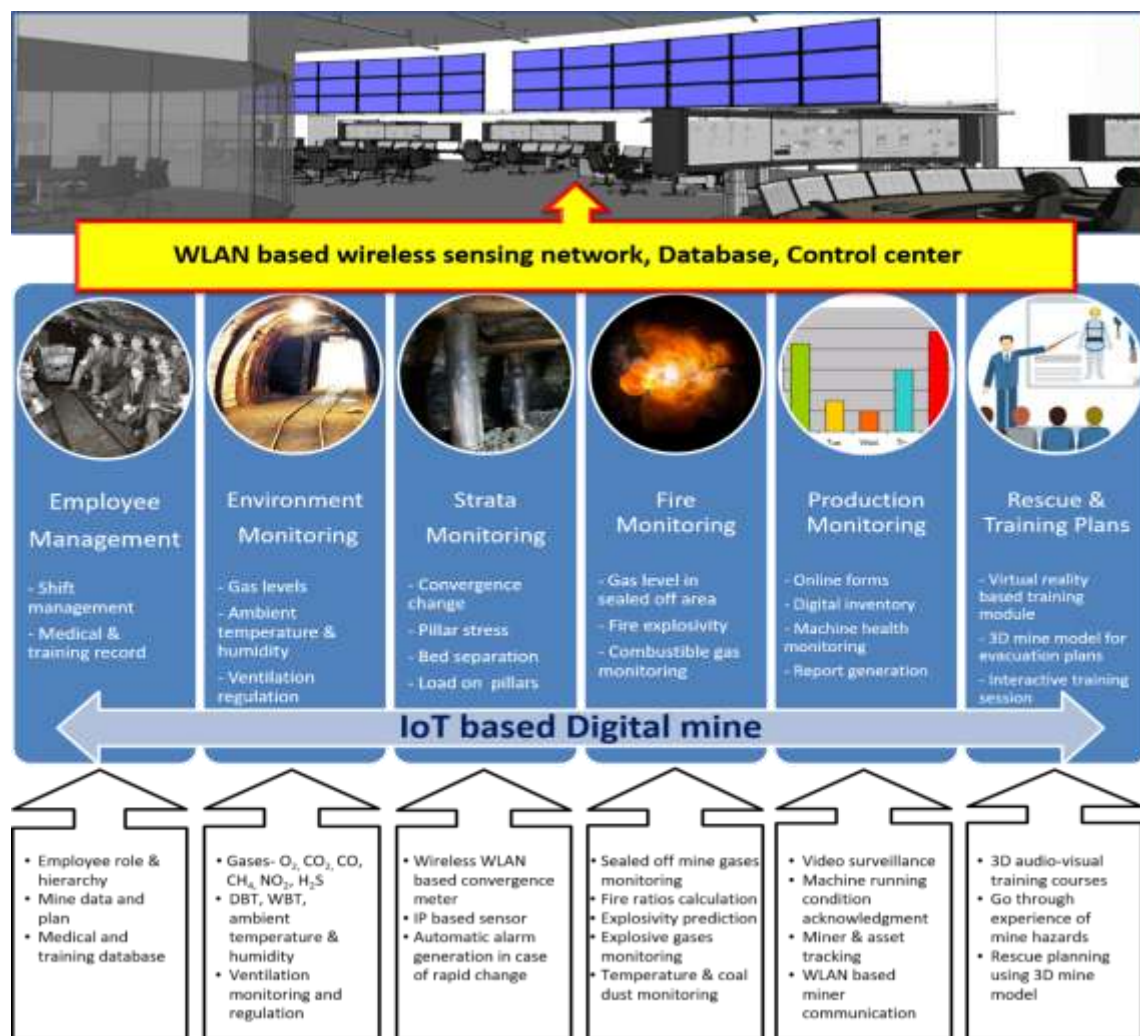 WLAN based wireless sensing network, Database, Control center
Tue
Wed
Employee
Management
- Shift
management
- Medical &
training record
Environment
Monitoring
- Gas levels
- Ambient
temperature &
humidity
- Ventilation
regulation
Strata
Monitoring
- Convergence
change
- Pillar stress
- Bed separation
- Load on pillars
Fire
Monitoring
- Gas level in
sealed off area
- Fire explosivity
- Combustible gas
monitoring
Production
Monitoring
- Online forms
- Digital inventory
- Machine health
monitoring
- Report generation
Rescue &
Training Plans
- Virtual reality
based training
module
- 3D mine model for
evacuation plans
- Interactive training
session
IoT based Digital mine
• Employee role &
hierarchy
• Mine data and
plan
• Medical and
training database
• Gases- O₂, CO₂, CO,
CH₄, NO₂, H₂S
• DBT, WBT,
ambient
temperature &
humidity
• Ventilation
monitoring and
regulation
• Wireless WLAN
based convergence
meter
• IP based sensor
• Automatic alarm
generation in case
of rapid change
• Sealed off mine gases
monitoring
• Fire ratios calculation
• Explosivity prediction
• Explosive gases
monitoring
• Temperature & coal
dust monitoring
• Video surveillance
• Machine running
condition
acknowledgment
• Miner & asset
tracking
• WLAN based
miner
communication
• 3D audio-visual
training courses
• Go through
experience of
mine hazards
• Rescue planning
using 3D mine
model